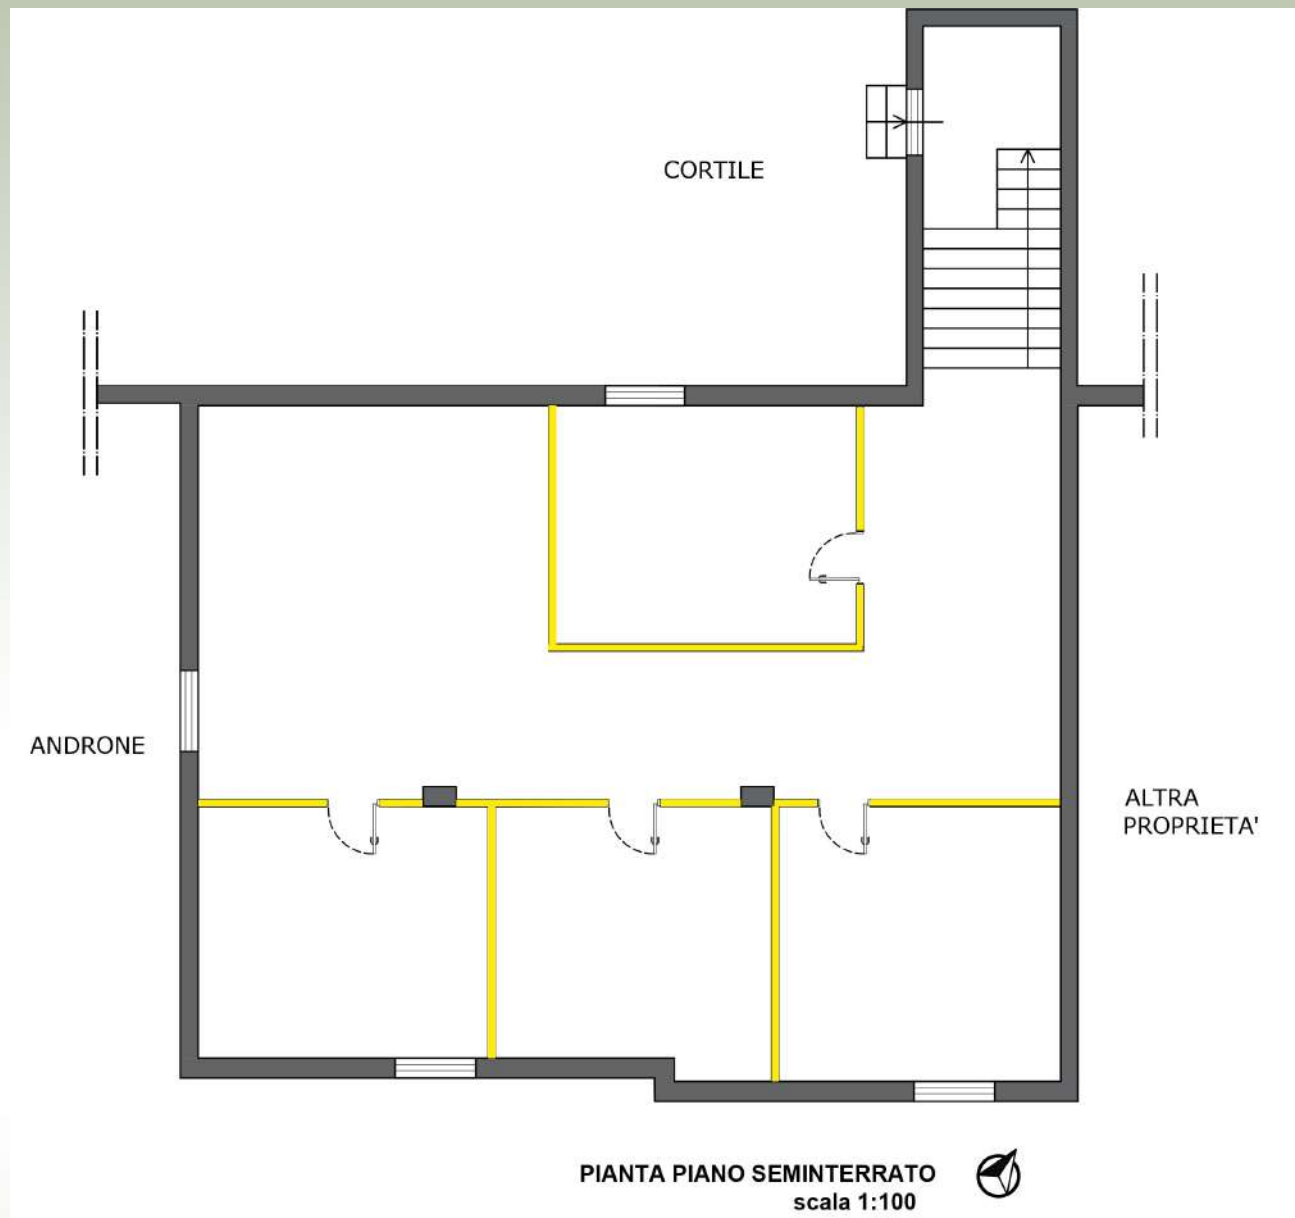 CORTILE
ANDRONE
ALTRA
PROPRIETA'
PIANTA PIANO SEMINTERRATO
scala 1:100